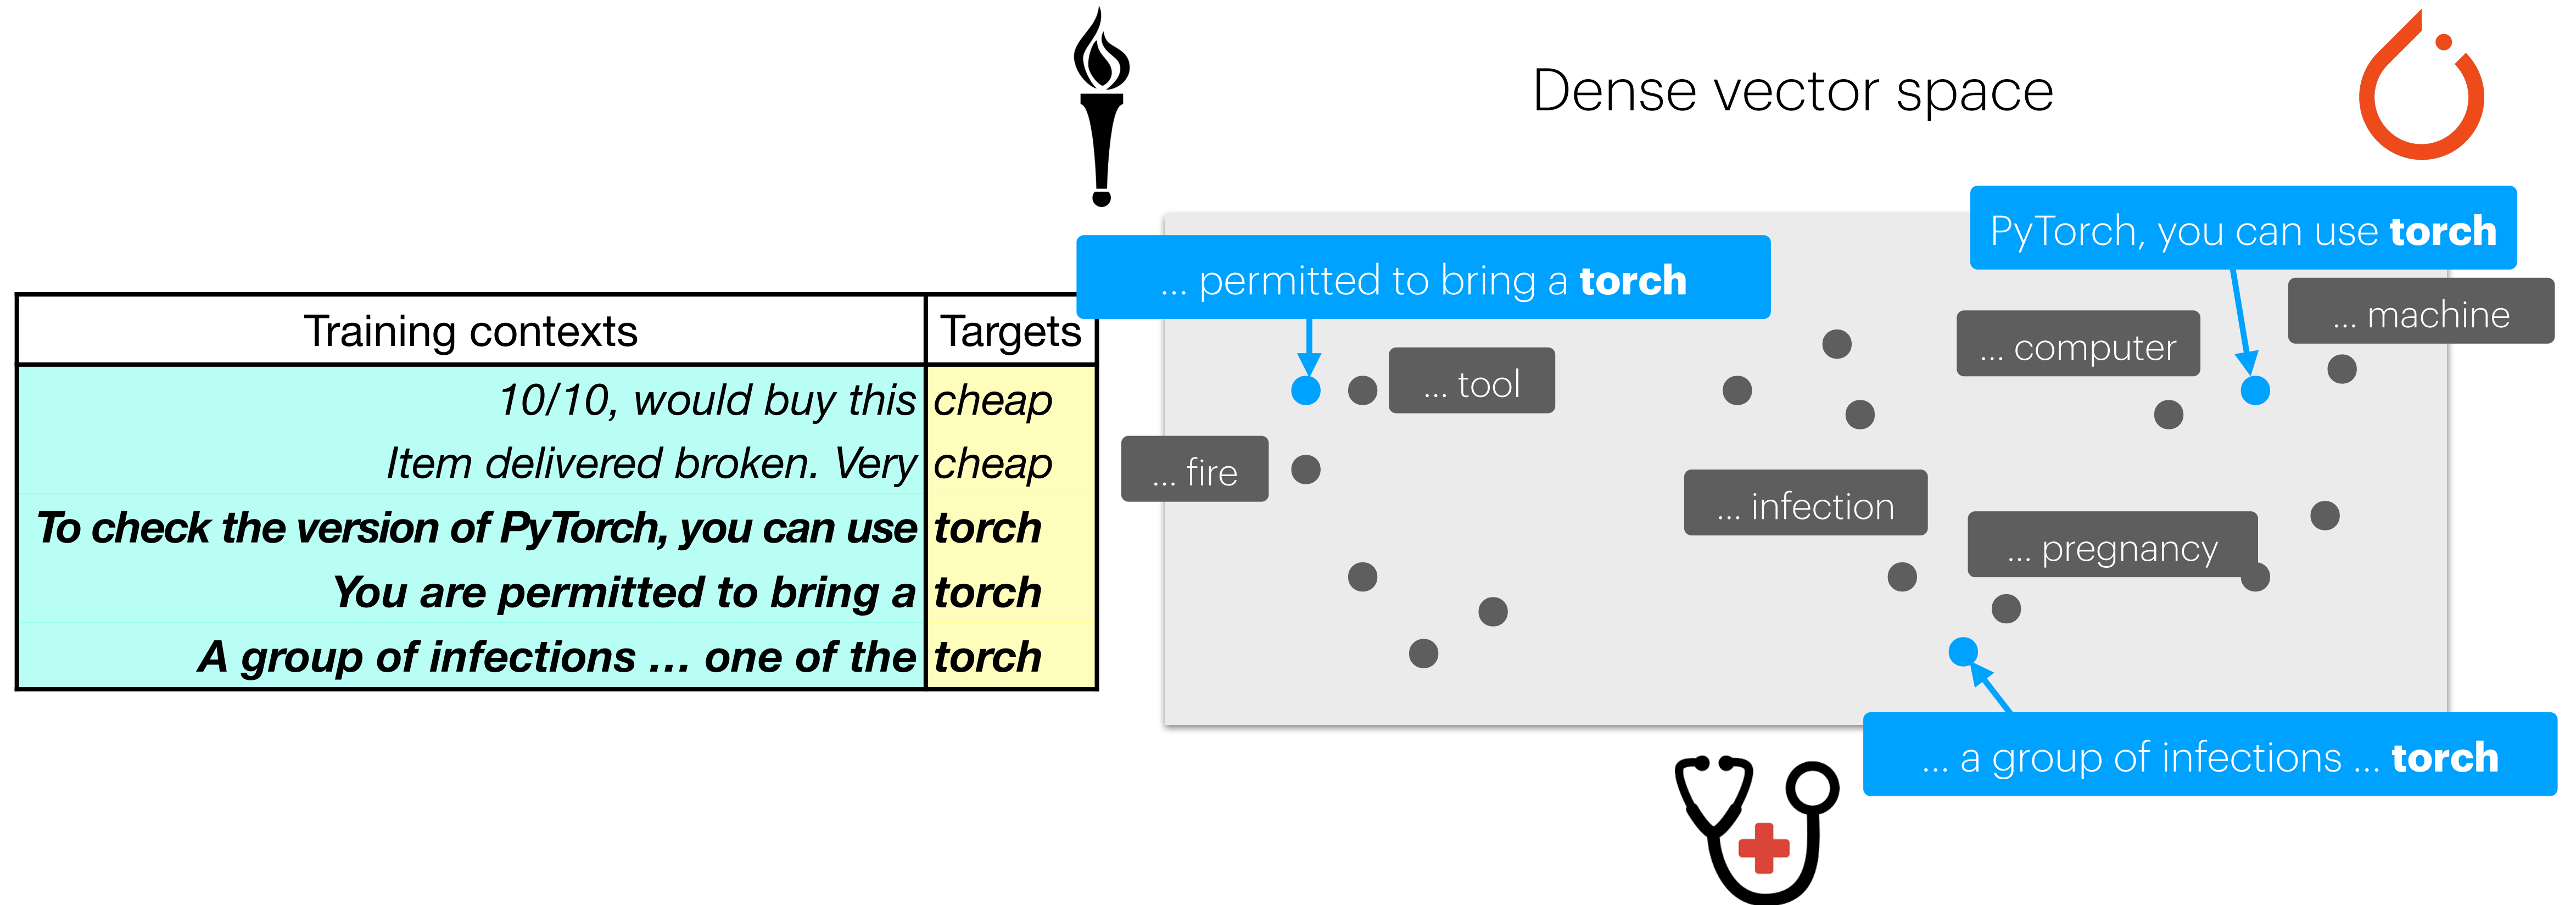 Dense vector space
Training contexts Targets
10/10, would buy this cheap
Item delivered broken. Very cheap
To check the version of PyTorch, you can use torch
You are permitted to bring a torch
A group of infections … one of the torch
… permitted to bring a torch
PyTorch, you can use torch
… machine
… computer
… tool
… fire
… infection
… pregnancy
… a group of infections … torch